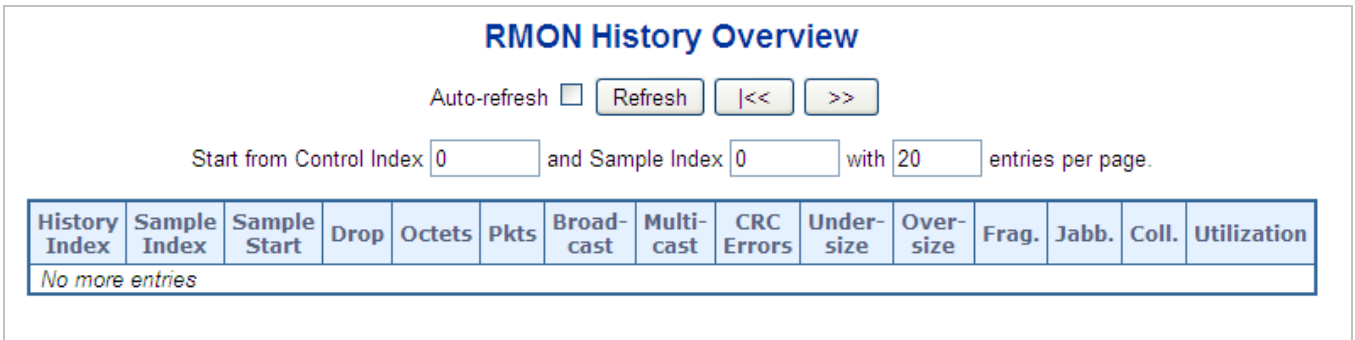 RMON History Overview
Auto-refresh Refresh |<< >>
Start from Control Index 0 and Sample Index 0 with 20 entries per page.
History Index Sample Index Sample Start Drop Octets Pkts Broad-cast Multi-cast CRC Errors Under-size Over-size Frag. Jabb. Coll. Utilization
No more entries